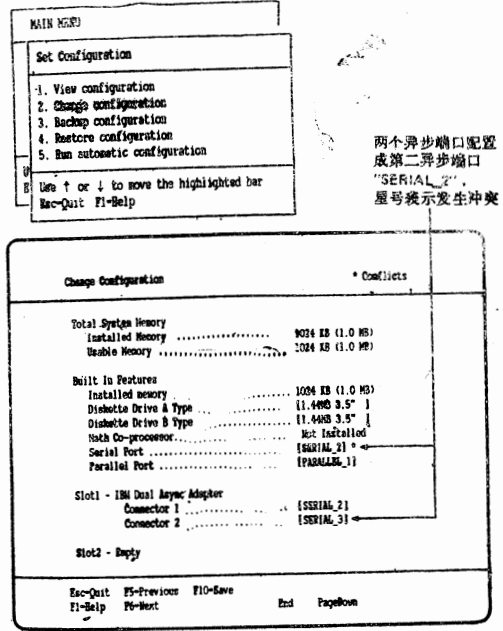 MAIN MENU
Set Configuration
1. View configuration
2. Change configuration
3. Backup configuration
4. Restore configuration
5. Run automatic configuration
Use ↑ or ↓ to move the highlighted bar
Esc-Quit F1-Help
两个异步端口配置
成第二异步端口
"SERIAL_2",
星号表示发生冲突
Change Configuration * Conflicts
Total System Memory
Installed Memory ............... 9024 KB (1.0 MB)
Usable Memory ..................... 1024 KB (1.0 MB)
Built In Features
Installed memory ............... 1024 KB (1.0 MB)
Diskette Drive A Type ............... [1.44MB 3.5" ]
Diskette Drive B Type ............... [1.44MB 3.5" ]
Math Co-processor............... Not Installed
Serial Port ............... [SERIAL_2] *
Parallel Port ............... [PARALLEL_1]
Slot1 - IBM Dual Async Adapter
Connector 1 ............... [SERIAL_2]
Connector 2 ............... [SERIAL_3]
Slot2 - Empty
Esc-Quit F5-Previous F10-Save
F1-Help F6-Next End PageDown